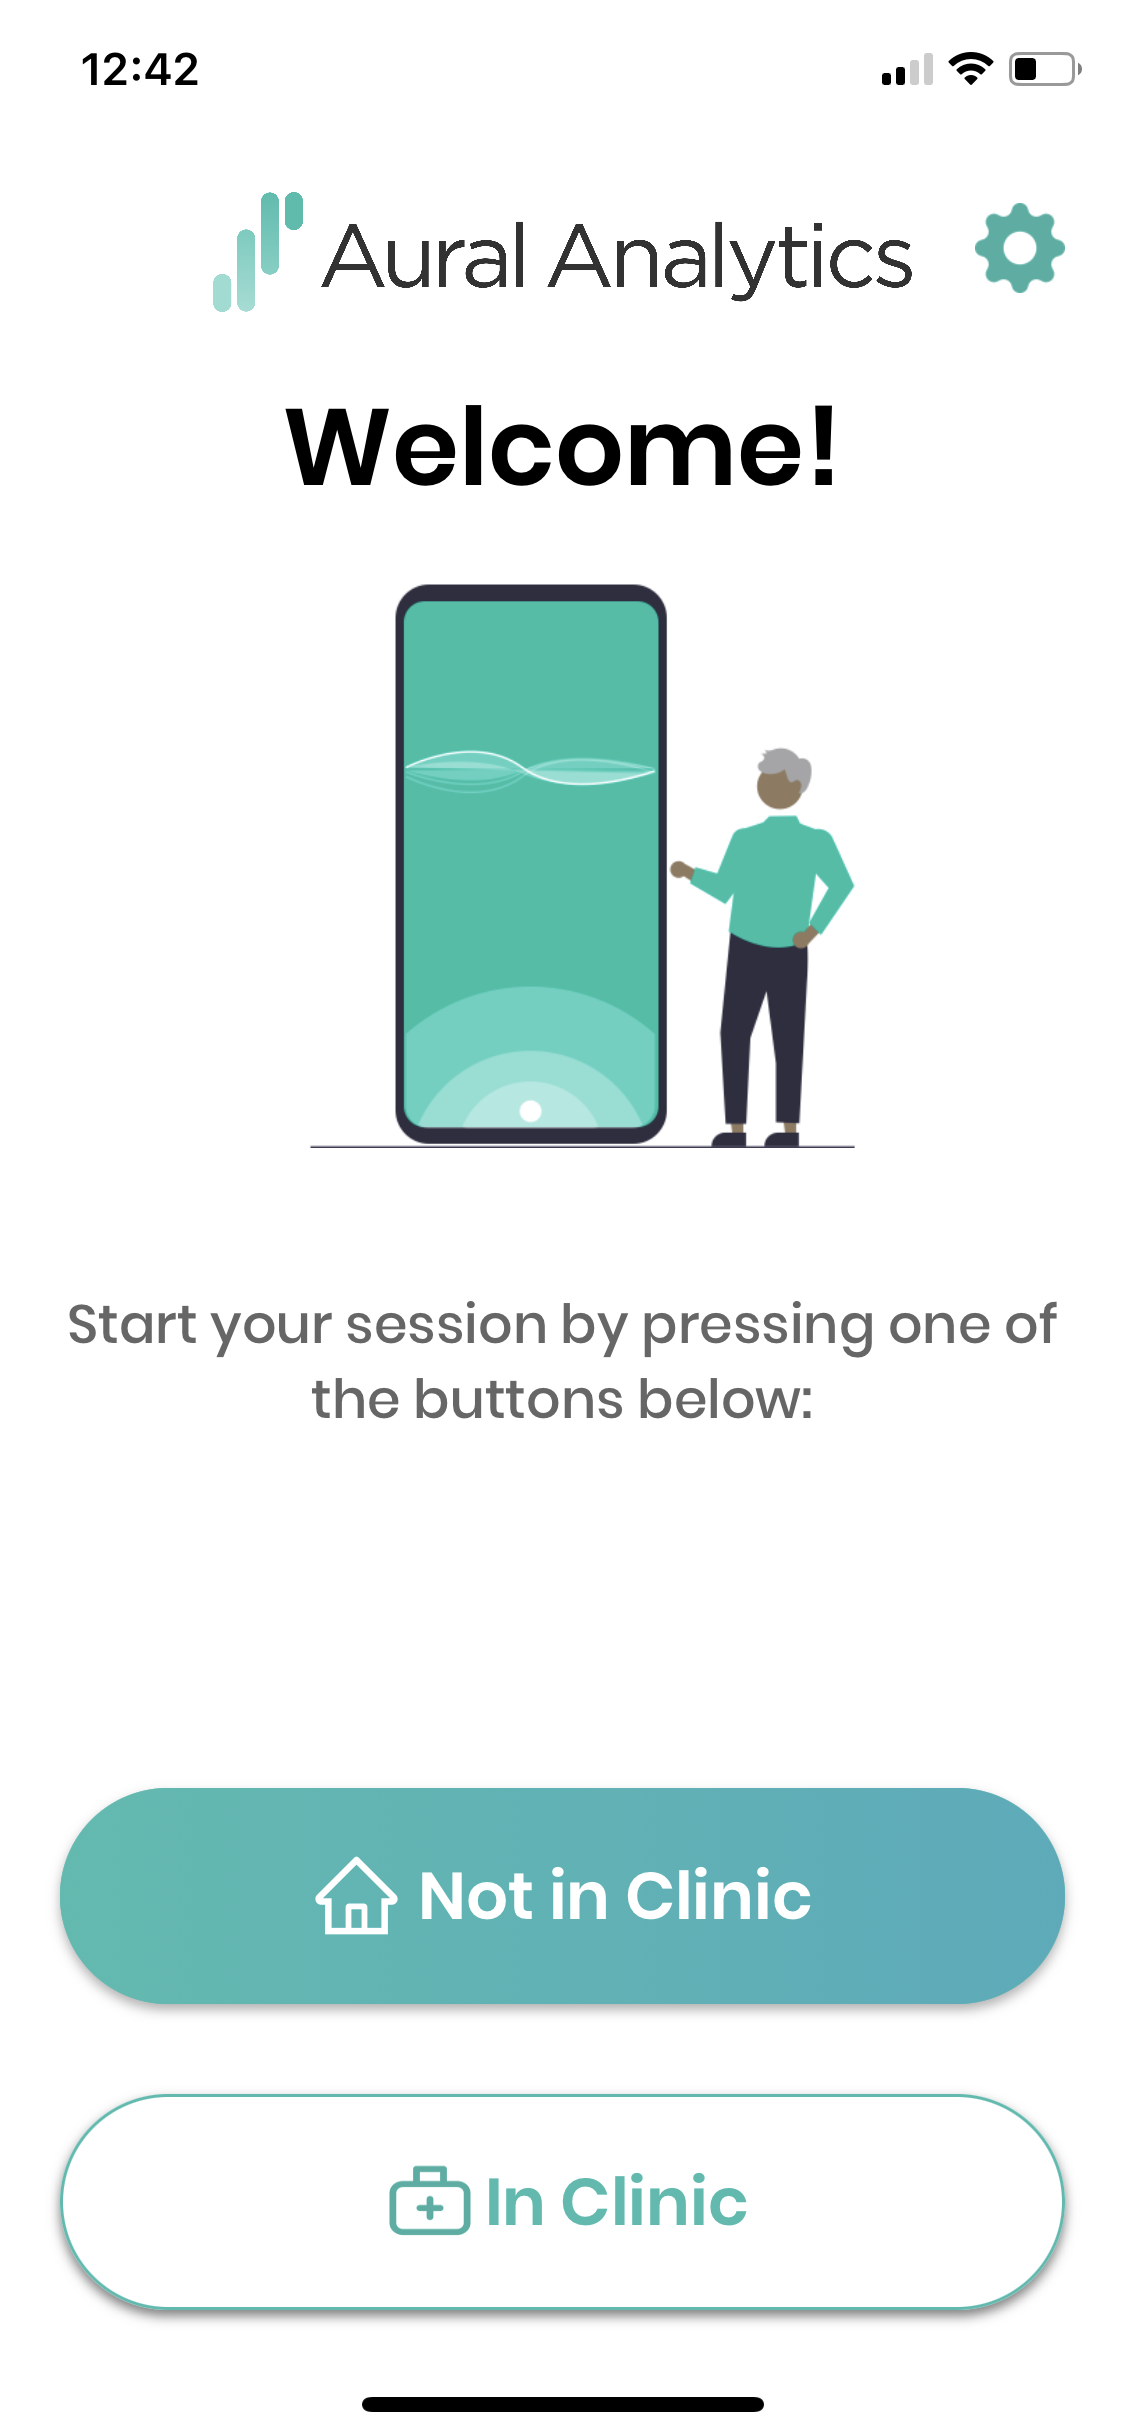 12:42
Aural Analytics
Welcome!
Start your session by pressing one of
the buttons below:
Not in Clinic
In Clinic